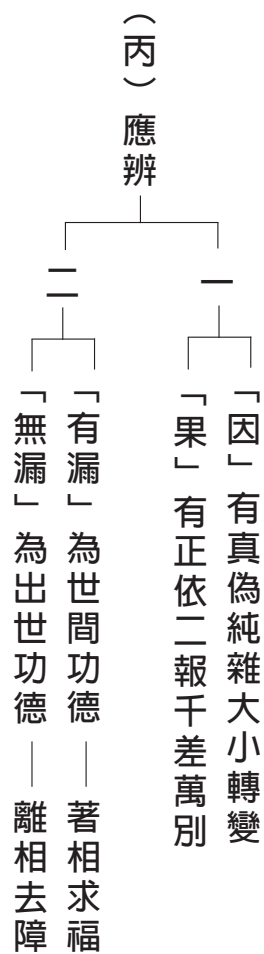 （丙）應辨
一
「因」有真偽純雜大小轉變
「果」有正依二報千差萬別
二
「有漏」為世間功德——著相求福
「無漏」為出世功德——離相去障